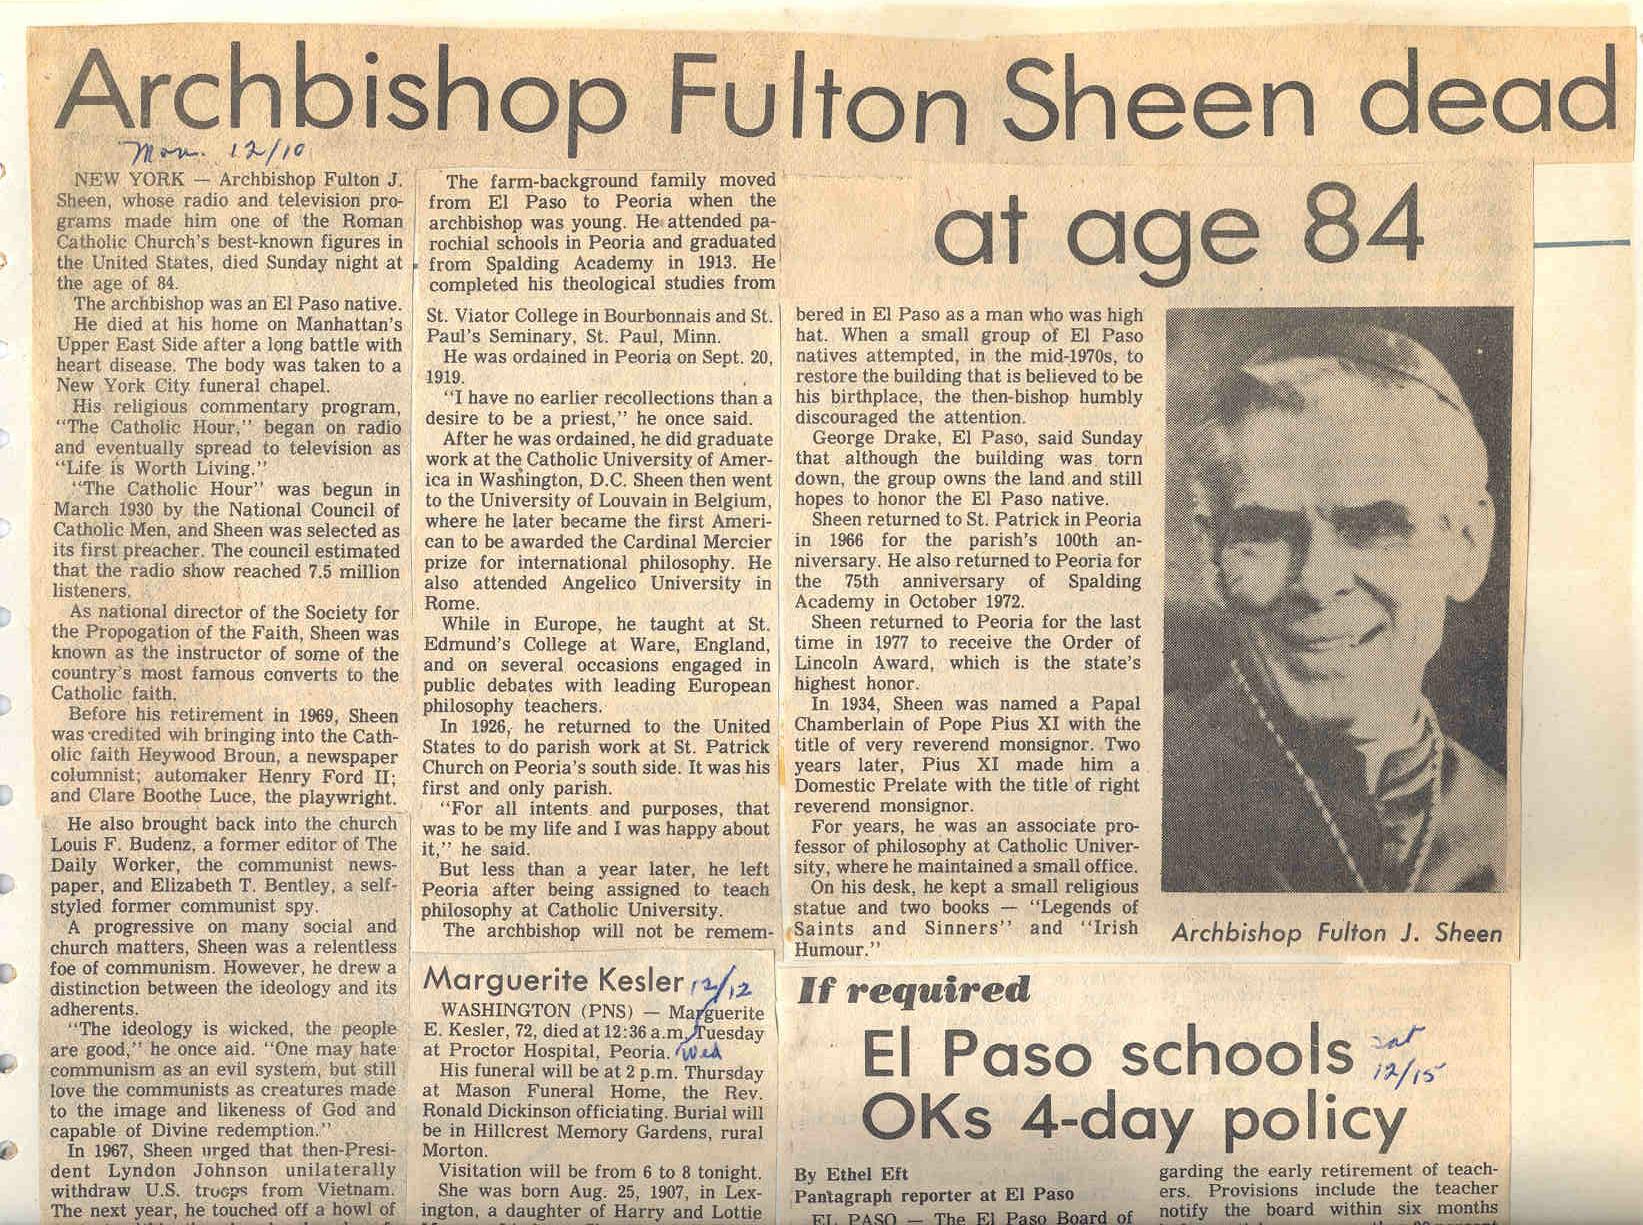 Archbishop Fulton Sheen dead
at age 84
Mon. 12/10
NEW YORK — Archbishop Fulton J.
Sheen, whose radio and television pro-
grams made him one of the Roman
Catholic Church's best-known figures in
the United States, died Sunday night at
the age of 84.
The archbishop was an El Paso native.
He died at his home on Manhattan's
Upper East Side after a long battle with
heart disease. The body was taken to a
New York City funeral chapel.
His religious commentary program,
"The Catholic Hour," began on radio
and eventually spread to television as
"Life is Worth Living."
"The Catholic Hour" was begun in
March 1930 by the National Council of
Catholic Men, and Sheen was selected as
its first preacher. The council estimated
that the radio show reached 7.5 million
listeners.
As national director of the Society for
the Propogation of the Faith, Sheen was
known as the instructor of some of the
country's most famous converts to the
Catholic faith.
Before his retirement in 1969, Sheen
was credited wih bringing into the Cath-
olic faith Heywood Broun, a newspaper
columnist; automaker Henry Ford II;
and Clare Boothe Luce, the playwright.
He also brought back into the church
Louis F. Budenz, a former editor of The
Daily Worker, the communist news-
paper, and Elizabeth T. Bentley, a self-
styled former communist spy.
A progressive on many social and
church matters, Sheen was a relentless
foe of communism. However, he drew a
distinction between the ideology and its
adherents.
"The ideology is wicked, the people
are good," he once aid. "One may hate
communism as an evil system, but still
love the communists as creatures made
to the image and likeness of God and
capable of Divine redemption."
In 1967, Sheen urged that then-Presi-
dent Lyndon Johnson unilaterally
withdraw U.S. troops from Vietnam.
The next year, he touched off a howl of
The farm-background family moved
from El Paso to Peoria when the
archbishop was young. He attended pa-
rochial schools in Peoria and graduated
from Spalding Academy in 1913. He
completed his theological studies from
St. Viator College in Bourbonnais and St.
Paul's Seminary, St. Paul, Minn.
He was ordained in Peoria on Sept. 20,
1919.
"I have no earlier recollections than a
desire to be a priest," he once said.
After he was ordained, he did graduate
work at the Catholic University of Amer-
ica in Washington, D.C. Sheen then went
to the University of Louvain in Belgium,
where he later became the first Ameri-
can to be awarded the Cardinal Mercier
prize for international philosophy. He
also attended Angelico University in
Rome.
While in Europe, he taught at St.
Edmund's College at Ware, England,
and on several occasions engaged in
public debates with leading European
philosophy teachers.
In 1926, he returned to the United
States to do parish work at St. Patrick
Church on Peoria's south side. It was his
first and only parish.
"For all intents and purposes, that
was to be my life and I was happy about
it," he said.
But less than a year later, he left
Peoria after being assigned to teach
philosophy at Catholic University.
The archbishop will not be remem-
bered in El Paso as a man who was high
hat. When a small group of El Paso
natives attempted, in the mid-1970s, to
restore the building that is believed to be
his birthplace, the then-bishop humbly
discouraged the attention.
George Drake, El Paso, said Sunday
that although the building was torn
down, the group owns the land and still
hopes to honor the El Paso native.
Sheen returned to St. Patrick in Peoria
in 1966 for the parish's 100th an-
niversary. He also returned to Peoria for
the 75th anniversary of Spalding
Academy in October 1972.
Sheen returned to Peoria for the last
time in 1977 to receive the Order of
Lincoln Award, which is the state's
highest honor.
In 1934, Sheen was named a Papal
Chamberlain of Pope Pius XI with the
title of very reverend monsignor. Two
years later, Pius XI made him a
Domestic Prelate with the title of right
reverend monsignor.
For years, he was an associate pro-
fessor of philosophy at Catholic Univer-
sity, where he maintained a small office.
On his desk, he kept a small religious
statue and two books — "Legends of
Saints and Sinners" and "Irish
Humour."
Archbishop Fulton J. Sheen
Marguerite Kesler 12/12
Wed
WASHINGTON (PNS) — Marguerite
E. Kesler, 72, died at 12:36 a.m. Tuesday
at Proctor Hospital, Peoria.
His funeral will be at 2 p.m. Thursday
at Mason Funeral Home, the Rev.
Ronald Dickinson officiating. Burial will
be in Hillcrest Memory Gardens, rural
Morton.
Visitation will be from 6 to 8 tonight.
She was born Aug. 25, 1907, in Lex-
ington, a daughter of Harry and Lottie
If required
El Paso schools
OKs 4-day policy
Sat
12/15
By Ethel Eft
Pantagraph reporter at El Paso
EL PASO — The El Paso Board of
garding the early retirement of teach-
ers. Provisions include the teacher
notify the board within six months